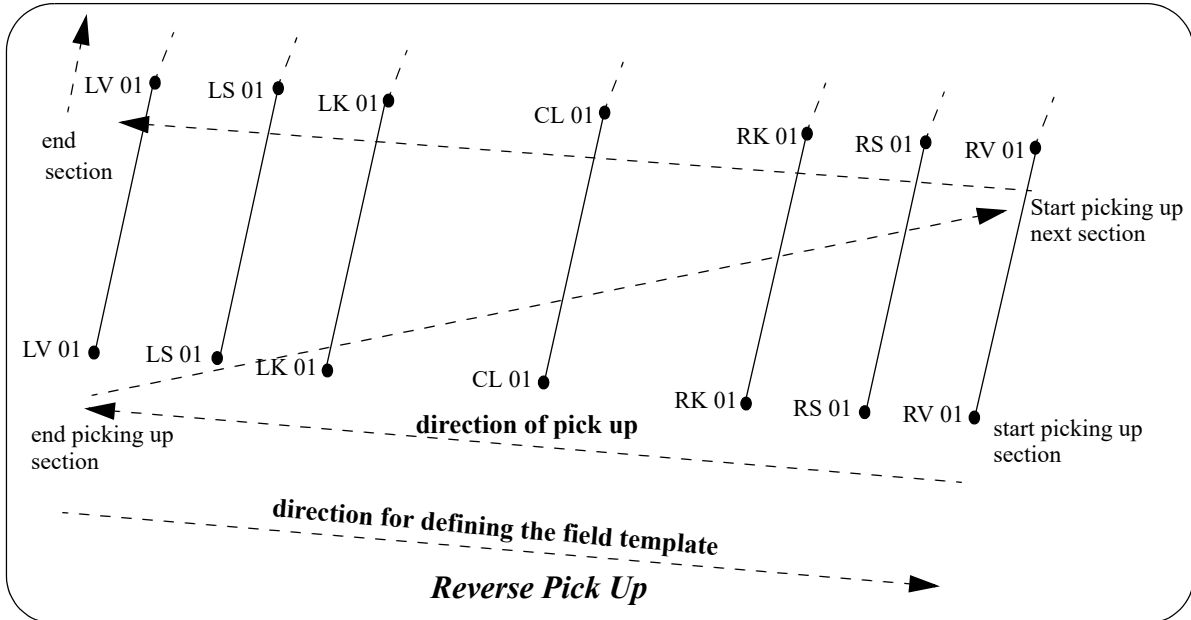 LV 01
LS 01
LK 01
CL 01
RK 01
RS 01
RV 01
end
section
Start picking up
next section
LV 01
LS 01
LK 01
CL 01
RK 01
RS 01
RV 01
end picking up
section
direction of pick up
start picking up
section
direction for defining the field template
Reverse Pick Up